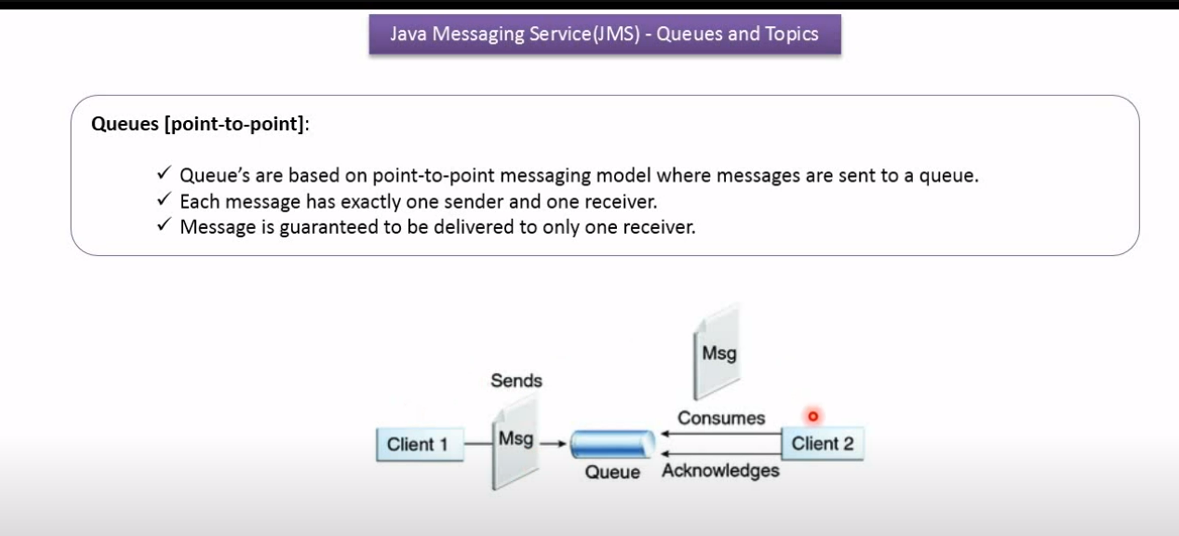 Java Messaging Service(JMS) - Queues and Topics
Queues [point-to-point]:
✓ Queue's are based on point-to-point messaging model where messages are sent to a queue.
✓ Each message has exactly one sender and one receiver.
✓ Message is guaranteed to be delivered to only one receiver.
Msg
Sends
Consumes
Client 1
Msg
Client 2
Queue
Acknowledges